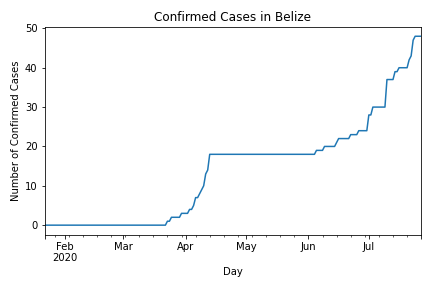 Confirmed Cases in Belize
Number of Confirmed Cases
50
40
30
20
10
0
Feb Mar Apr May Jun Jul
2020
Day